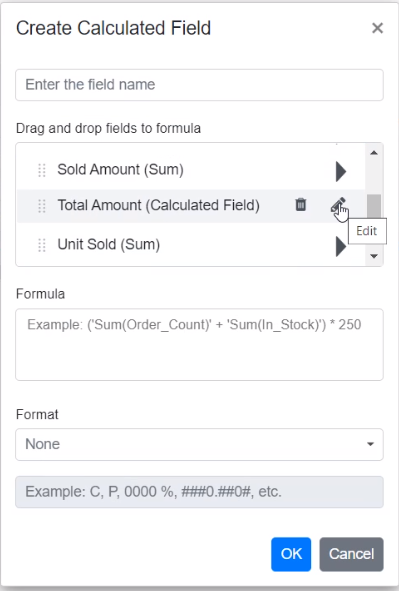 Create Calculated Field
×
Enter the field name
Drag and drop fields to formula
Sold Amount (Sum)
Total Amount (Calculated Field)
Edit
Unit Sold (Sum)
Formula
Example: ('Sum(Order_Count)' + 'Sum(In_Stock)') * 250
Format
None
Example: C, P, 0000 %, ###0.##0#, etc.
OK Cancel